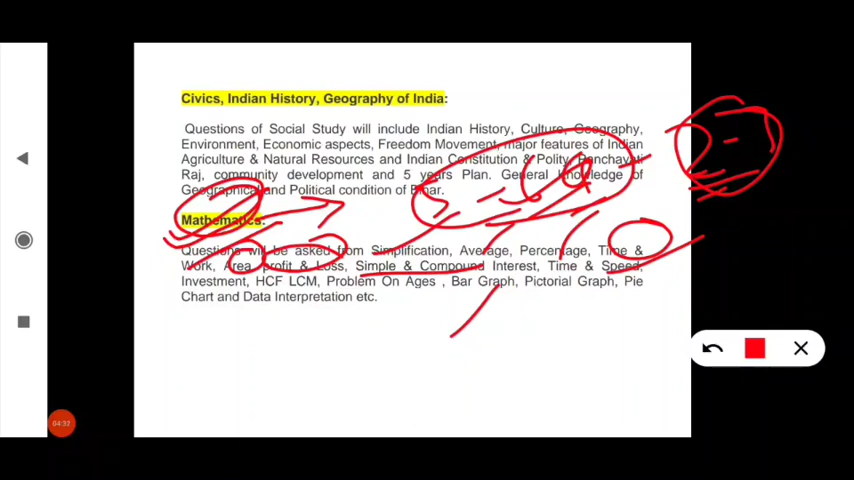 Civics, Indian History, Geography of India:
Questions of Social Study will include Indian History, Culture, Geography,
Environment, Economic aspects, Freedom Movement, major features of Indian
Agriculture & Natural Resources and Indian Constitution & Polity, Panchayati
Raj, community development and 5 years Plan. General Knowledge of
Geographical and Political condition of Bihar.
Mathematics:
Questions will be asked from Simplification, Average, Percentage, Time &
Work, Area, profit & Loss, Simple & Compound Interest, Time & Speed,
Investment, HCF LCM, Problem On Ages , Bar Graph, Pictorial Graph, Pie
Chart and Data Interpretation etc.
04:37